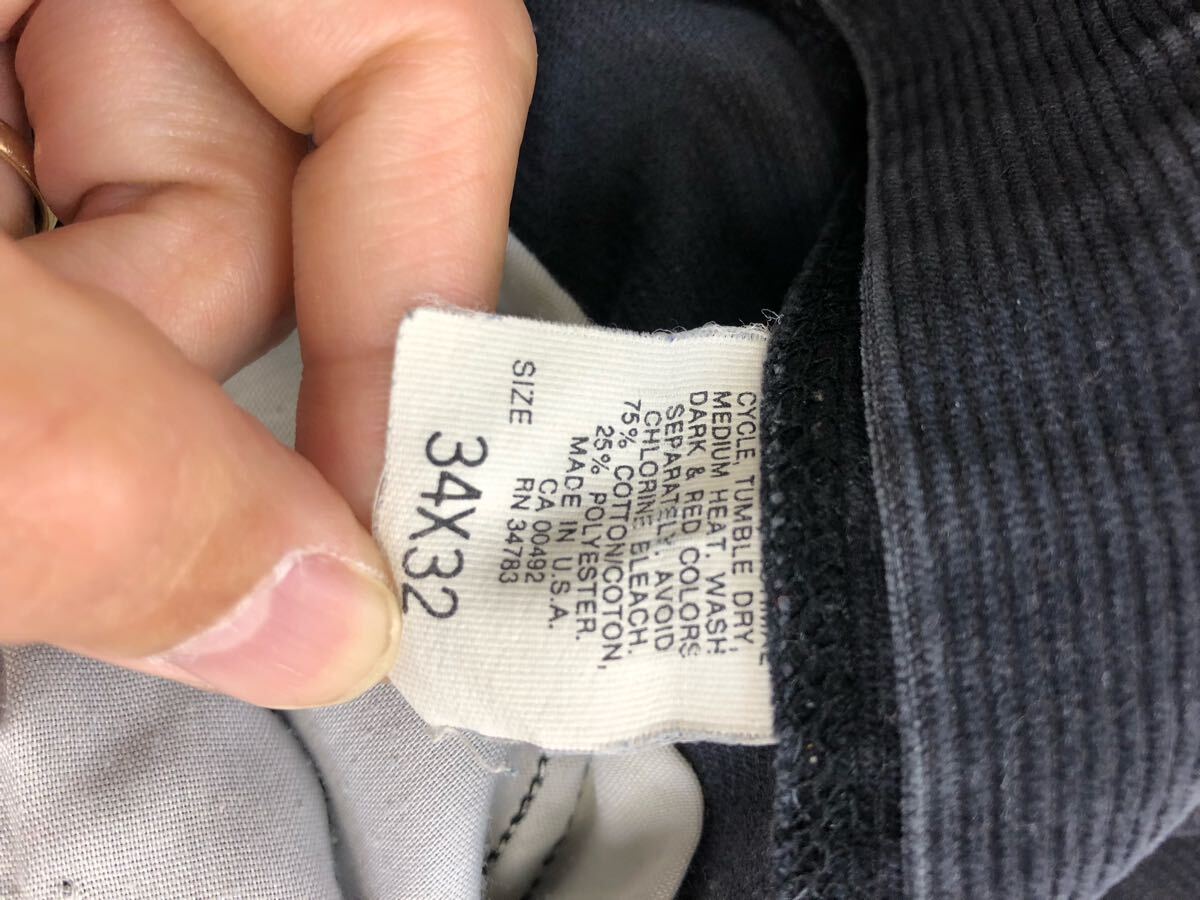 CYCLE, TUMBLE DRY,
MEDIUM HEAT. WASH
DARK & RED COLORS
SEPARATELY. AVOID
CHLORINE BLEACH.
75% COTTON/COTON,
25% POLYESTER.
MADE IN U.S.A.
CA 00492
RN 34783
SIZE
34X32